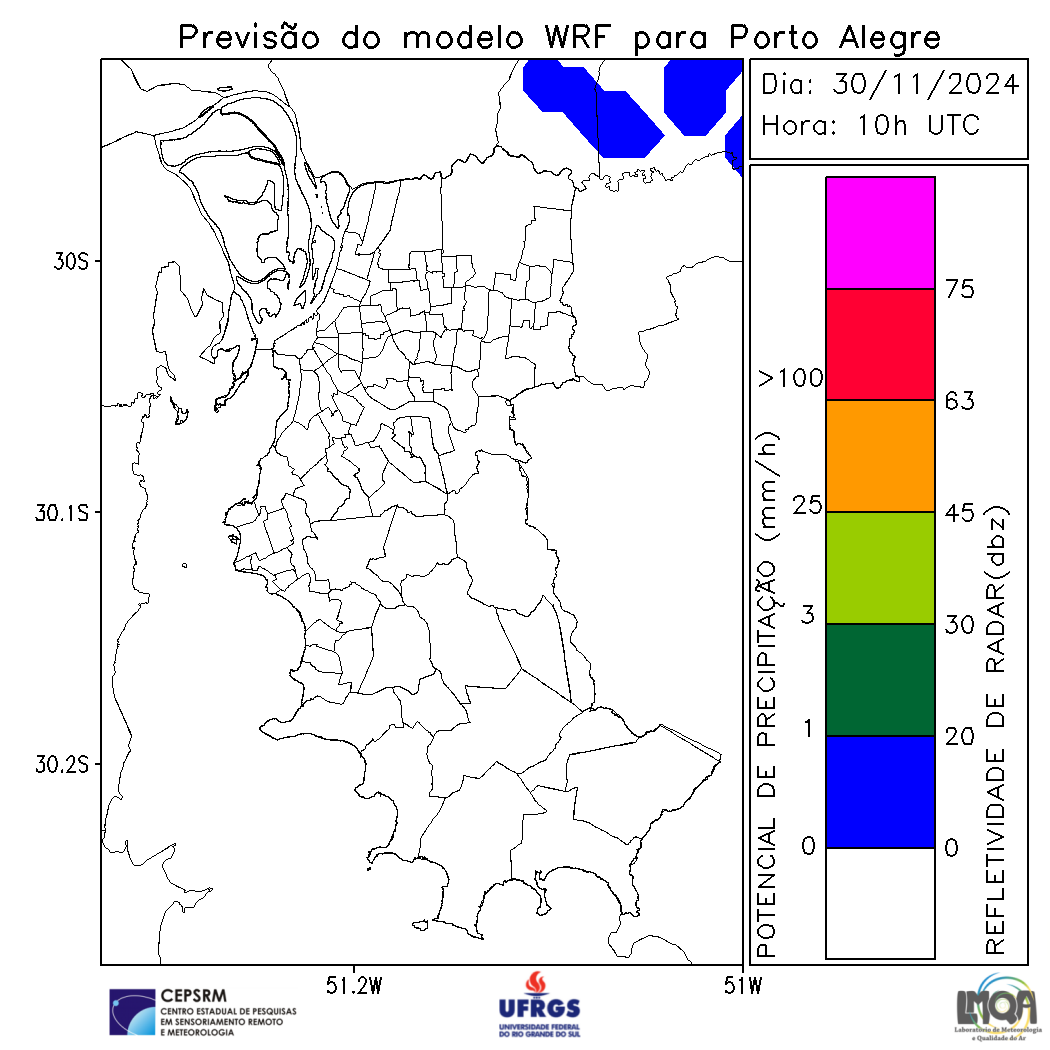 Previsão do modelo WRF para Porto Alegre
Dia: 30/11/2024
Hora: 10h UTC
30S
30.1S
30.2S
51.2W
51W
POTENCIAL DE PRECIPITAÇÃO (mm/h)
>100
25
3
1
0
75
63
45
30
20
0
REFLETIVIDADE DE RADAR(dbz)
CEPSRM
CENTRO ESTADUAL DE PESQUISAS
EM SENSORIAMENTO REMOTO
E METEOROLOGIA
UFRGS
UNIVERSIDADE FEDERAL
DO RIO GRANDE DO SUL
LMQA
Laboratório de Meteorologia
e Qualidade do Ar